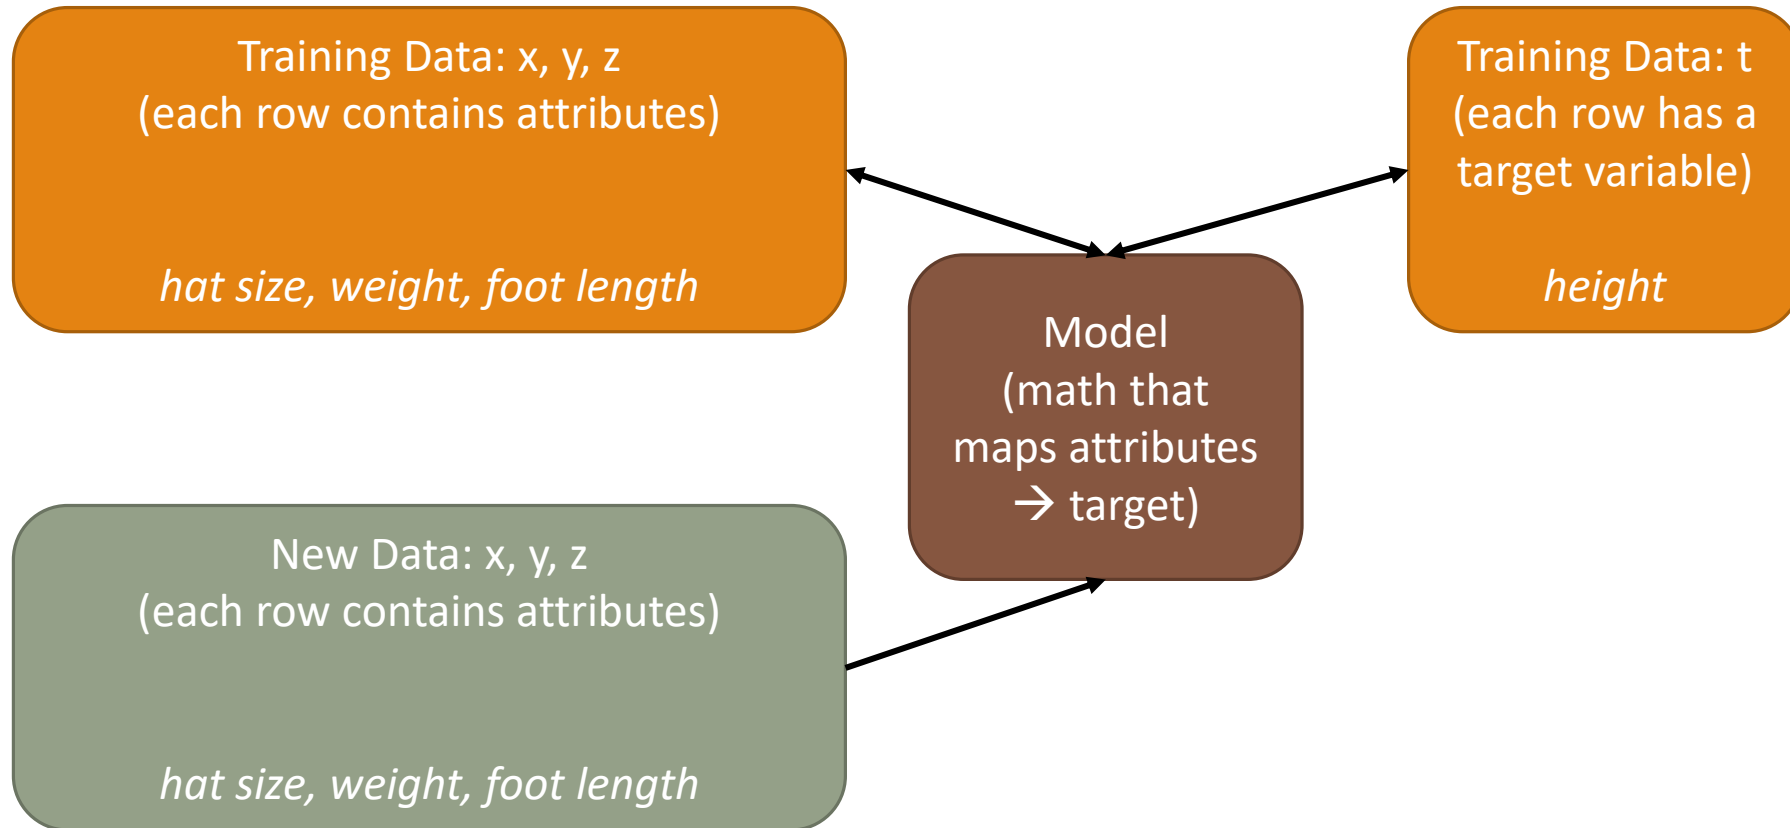 Training Data: x, y, z
(each row contains attributes)
hat size, weight, foot length
Training Data: t
(each row has a
target variable)
height
Model
(math that
maps attributes
→ target)
New Data: x, y, z
(each row contains attributes)
hat size, weight, foot length